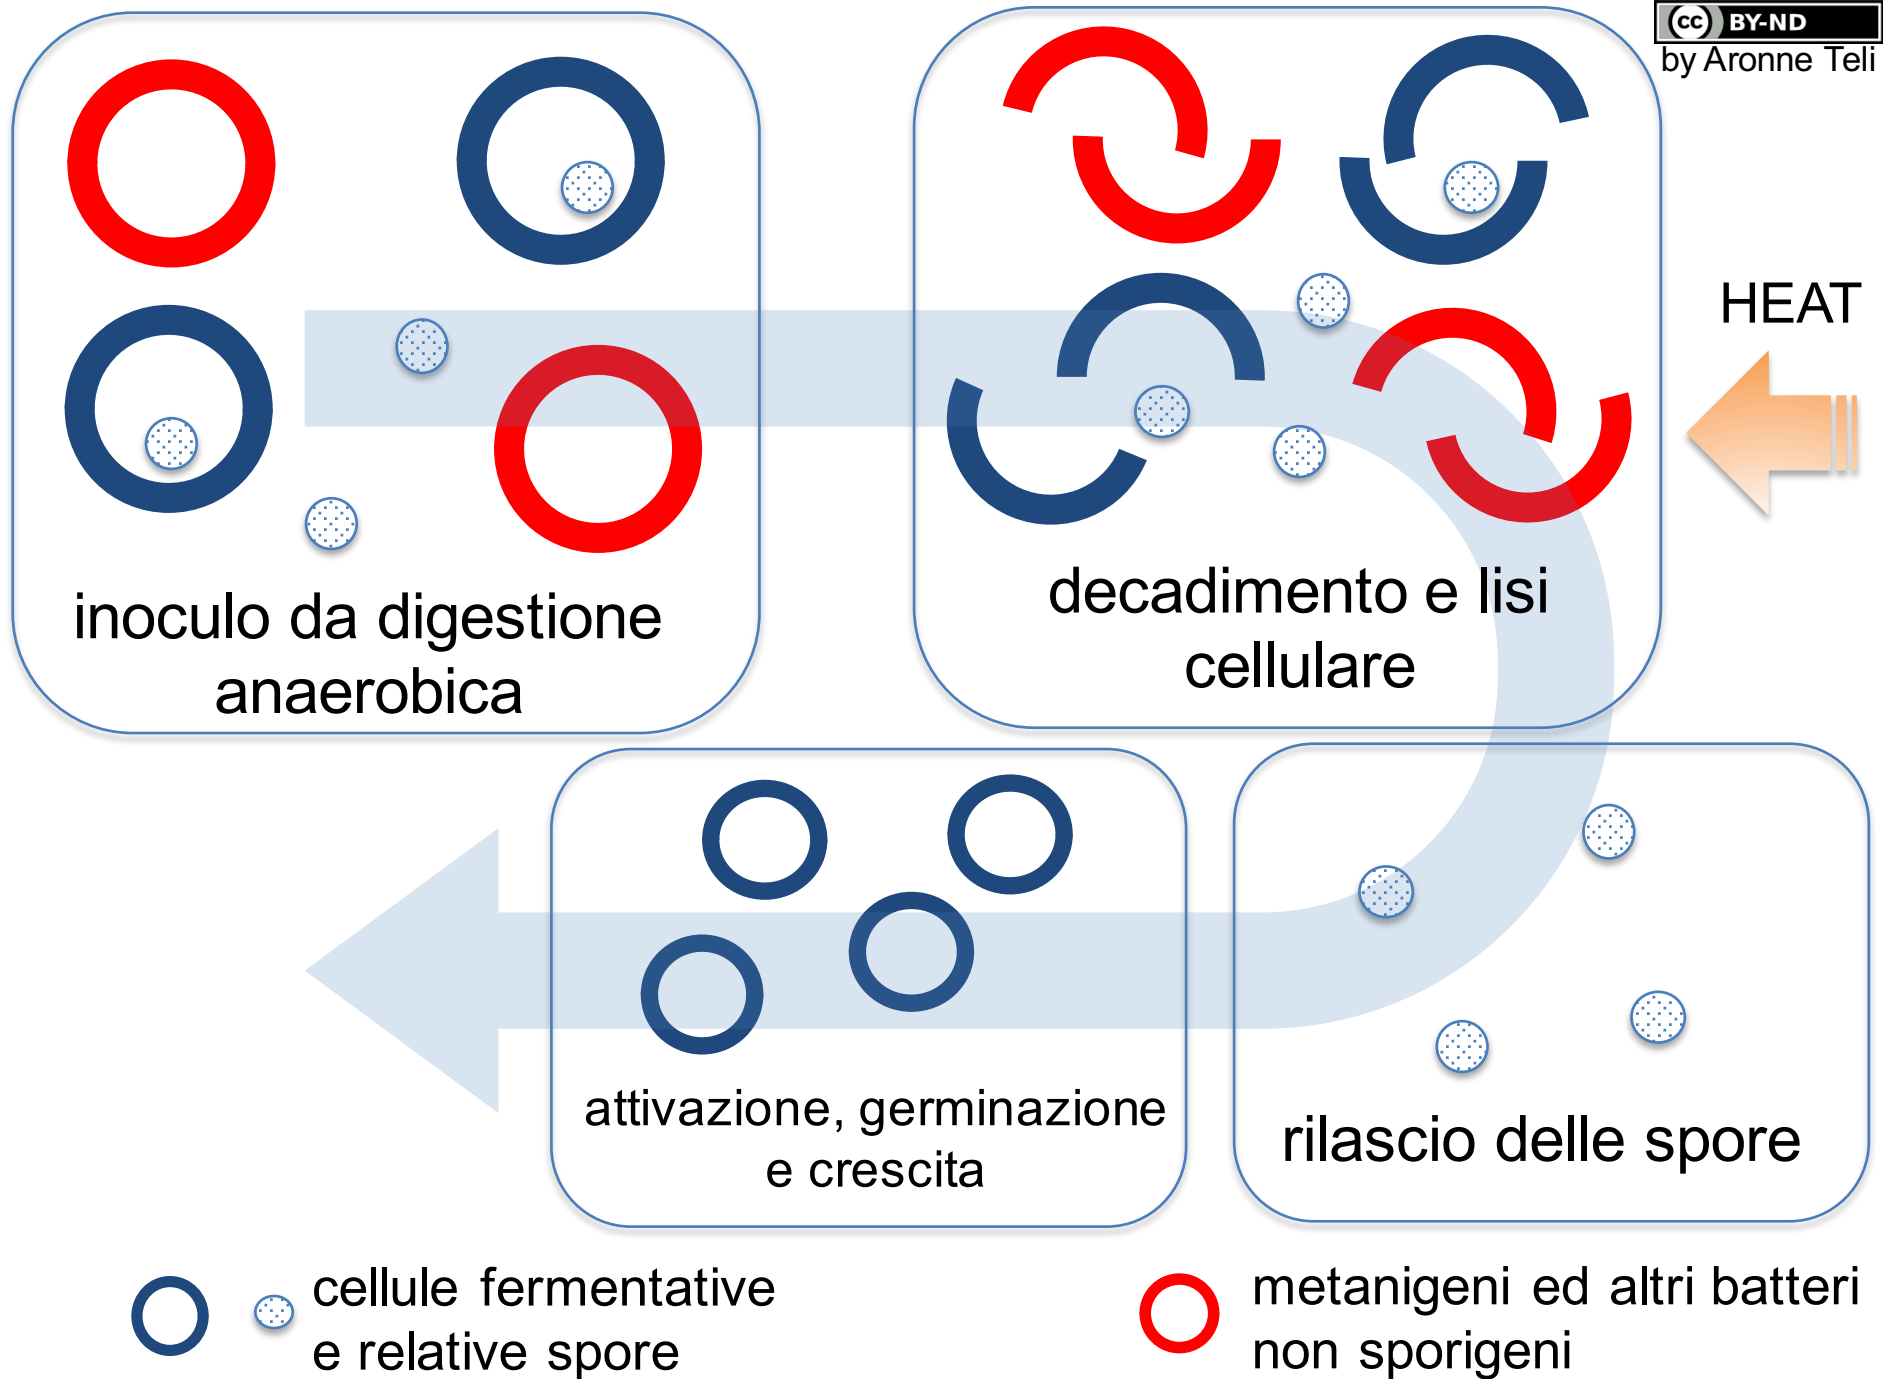 cc BY-ND
by Aronne Teli
HEAT
inoculo da digestione
anaerobica
decadimento e lisi
cellulare
attivazione, germinazione
e crescita
rilascio delle spore
cellule fermentative
e relative spore
metanigeni ed altri batteri
non sporigeni